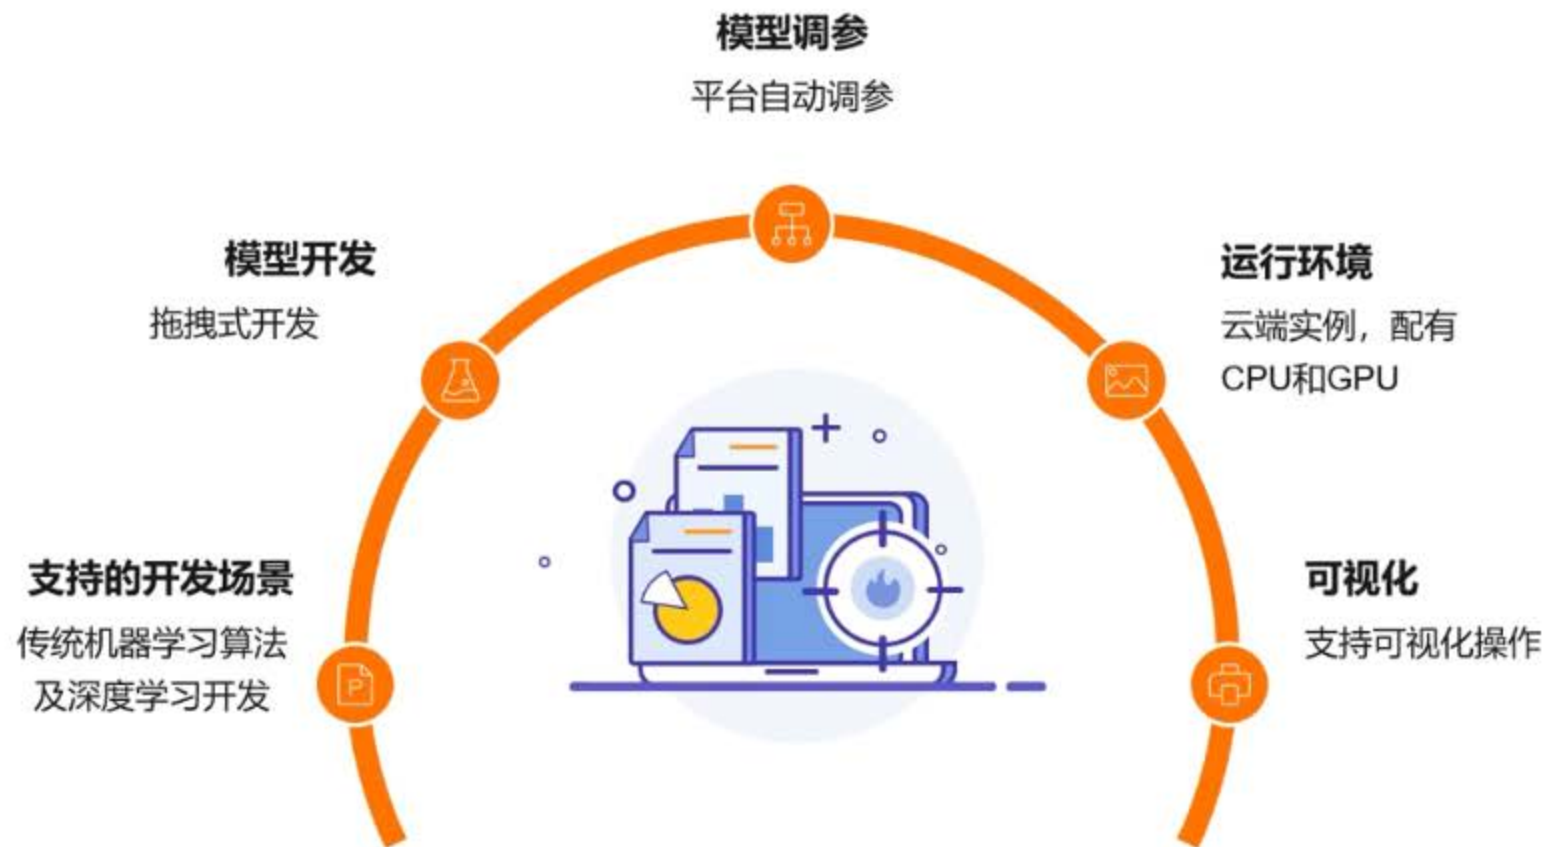 模型调参
平台自动调参
模型开发
拖拽式开发
运行环境
云端实例，配有
CPU和GPU
支持的开发场景
传统机器学习算法
及深度学习开发
P
可视化
支持可视化操作